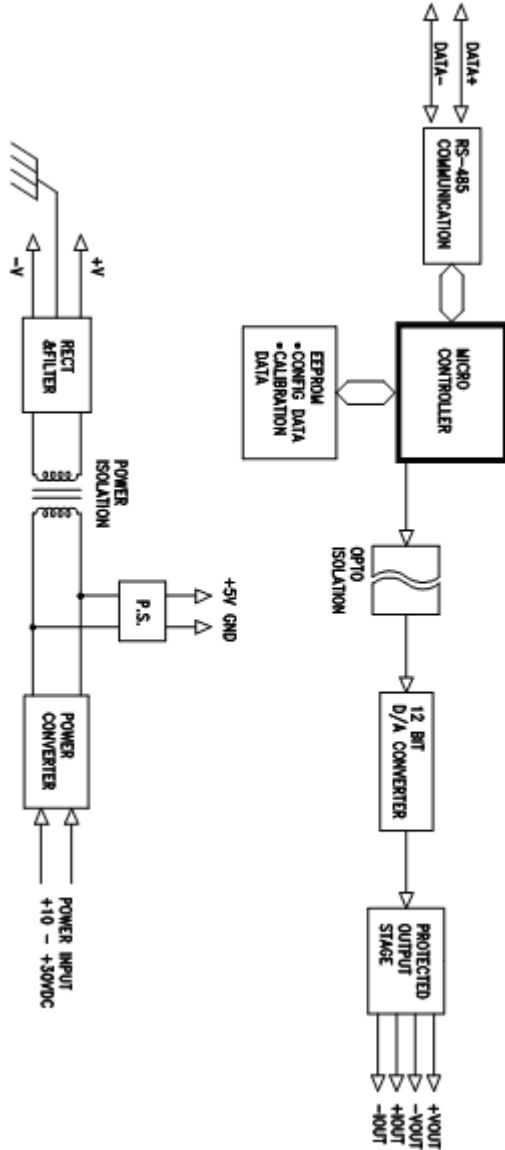 DATA+
DATA-
RS-485
COMMUNICATION
MICRO
CONTROLLER
EEPROM
• CONFIG DATA
• CALIBRATION
DATA
OPTO
ISOLATION
12 BIT
D/A CONVERTER
PROTECTED
OUTPUT
STAGE
+VOUT
-VOUT
+IOUT
-IOUT
+V
-V
RECT
&FILTER
POWER
ISOLATION
+5V GND
P.S.
POWER
CONVERTER
POWER INPUT
+10 - +30VDC